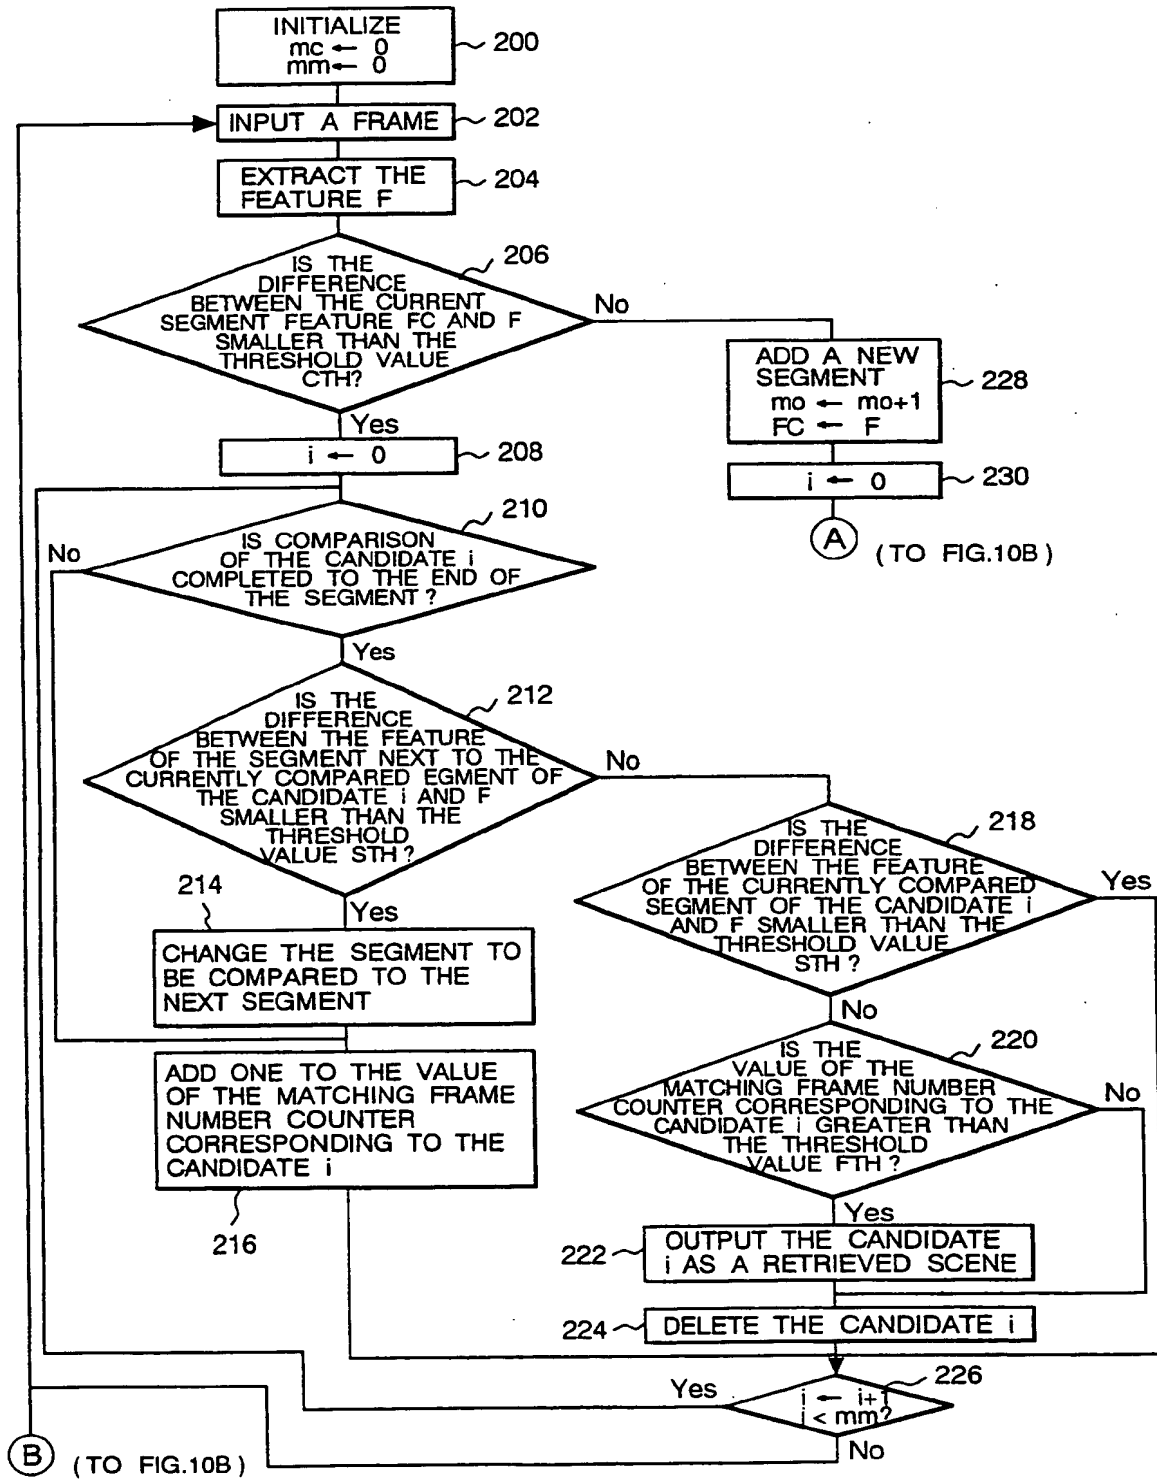 INITIALIZE
mc ← 0
mm ← 0
200
INPUT A FRAME
202
EXTRACT THE
FEATURE F
204
IS THE
DIFFERENCE
BETWEEN THE CURRENT
SEGMENT FEATURE FC AND F
SMALLER THAN THE
THRESHOLD VALUE
CTH?
206
No
Yes
ADD A NEW
SEGMENT
mo ← mo+1
FC ← F
228
i ← 0
230
A
(TO FIG.10B)
i ← 0
208
IS COMPARISON
OF THE CANDIDATE i
COMPLETED TO THE END OF
THE SEGMENT?
210
No
Yes
IS THE
DIFFERENCE
BETWEEN THE FEATURE
OF THE SEGMENT NEXT TO THE
CURRENTLY COMPARED EGMENT OF
THE CANDIDATE i AND F
SMALLER THAN THE
THRESHOLD
VALUE STH?
212
No
Yes
214
CHANGE THE SEGMENT TO
BE COMPARED TO THE
NEXT SEGMENT
ADD ONE TO THE VALUE
OF THE MATCHING FRAME
NUMBER COUNTER
CORRESPONDING TO THE
CANDIDATE i
216
IS THE
DIFFERENCE
BETWEEN THE FEATURE
OF THE CURRENTLY COMPARED
SEGMENT OF THE CANDIDATE i
AND F SMALLER THAN THE
THRESHOLD VALUE
STH?
218
Yes
No
IS THE
VALUE OF THE
MATCHING FRAME NUMBER
COUNTER CORRESPONDING TO THE
CANDIDATE i GREATER THAN
THE THRESHOLD
VALUE FTH?
220
No
Yes
OUTPUT THE CANDIDATE
i AS A RETRIEVED SCENE
222
DELETE THE CANDIDATE i
224
i ← i+1
i < mm?
226
Yes
No
B
(TO FIG.10B)